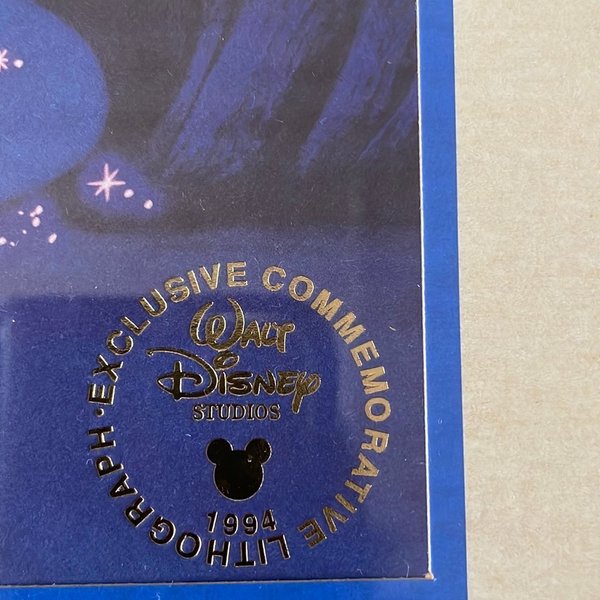 EXCLUSIVE COMMEMORATIVE LITHOGRAPH •
WALT
DISNEY
STUDIOS
1994